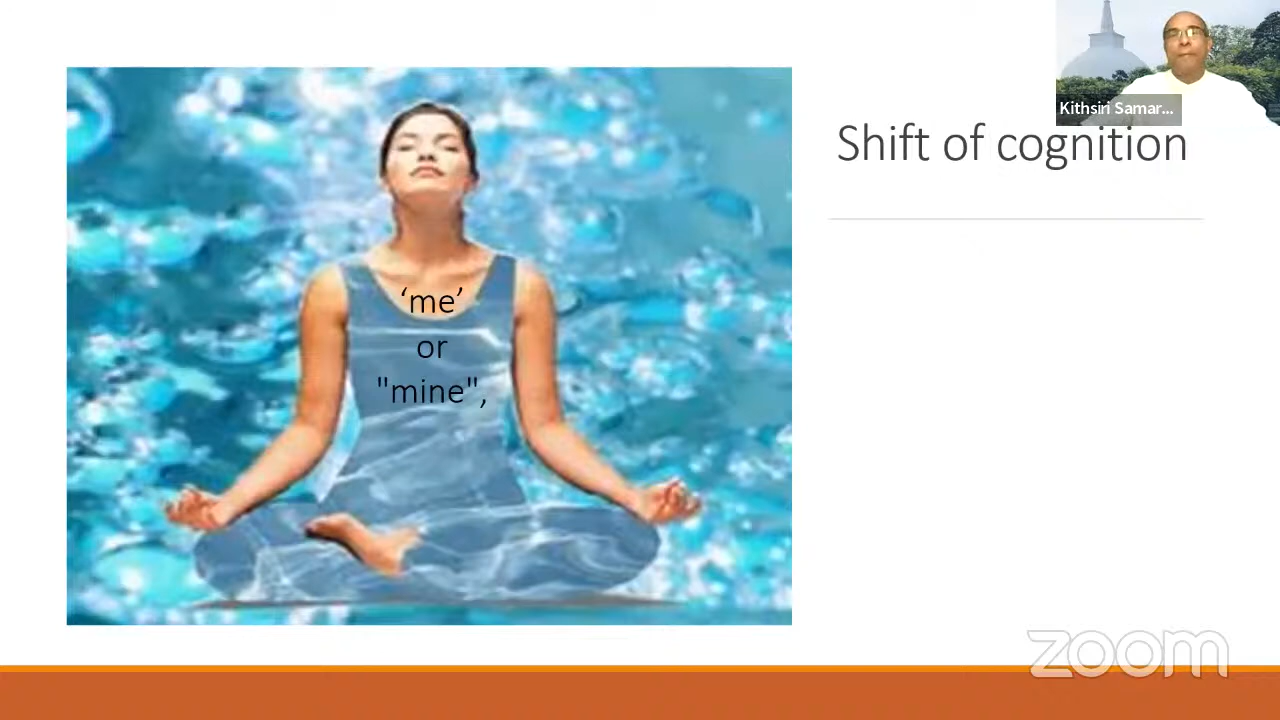 Kithsiri Samar...
Shift of cognition
‘me’
or
"mine",
zoom